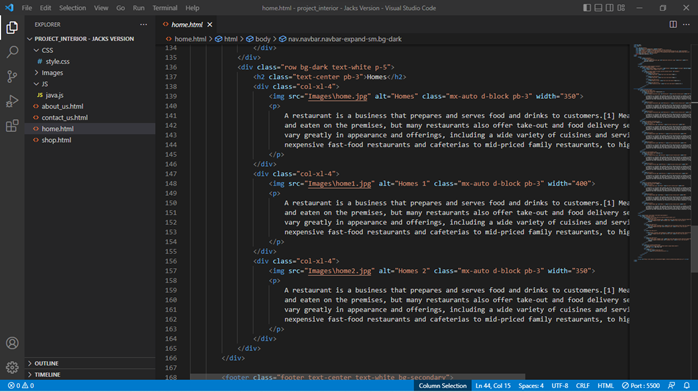 File Edit Selection View Go Run Terminal Help
home.html - project_interior - Jacks Version - Visual Studio Code
EXPLORER
PROJECT_INTERIOR - JACKS VERSION
CSS
style.css
Images
JS
JS java.js
about_us.html
contact_us.html
home.html
shop.html
OUTLINE
TIMELINE
home.html
home.html > html > body > nav.navbar.navbar-expand-sm.bg-dark
134 </div>
135 </div>
136 <div class="row bg-dark text-white p-5">
137 <h2 class="text-center pb-3">Homes</h2>
138 <div class="col-xl-4">
139 <img src="Images\home.jpg" alt="Homes" class="mx-auto d-block pb-3" width="350">
140 <p>
141 A restaurant is a business that prepares and serves food and drinks to customers.[1] Mea
142 and eaten on the premises, but many restaurants also offer take-out and food delivery se
143 vary greatly in appearance and offerings, including a wide variety of cuisines and servi
144 nexpensive fast-food restaurants and cafeterias to mid-priced family restaurants, to hig
145 </p>
146 </div>
147 <div class="col-xl-4">
148 <img src="Images\home1.jpg" alt="Homes 1" class="mx-auto d-block pb-3" width="400">
149 <p>
150 A restaurant is a business that prepares and serves food and drinks to customers.[1] Mea
151 and eaten on the premises, but many restaurants also offer take-out and food delivery se
152 vary greatly in appearance and offerings, including a wide variety of cuisines and servi
153 nexpensive fast-food restaurants and cafeterias to mid-priced family restaurants, to hig
154 </p>
155 </div>
156 <div class="col-xl-4">
157 <img src="Images\home2.jpg" alt="Homes 2" class="mx-auto d-block pb-3" width="350">
158 <p>
159 A restaurant is a business that prepares and serves food and drinks to customers.[1] Mea
160 and eaten on the premises, but many restaurants also offer take-out and food delivery se
161 vary greatly in appearance and offerings, including a wide variety of cuisines and servi
162 nexpensive fast-food restaurants and cafeterias to mid-priced family restaurants, to hig
163 </p>
164 </div>
165 </div>
166 </div>
167
168 <footer class="footer text-center text-white bg-secondary">
0 0 Column Selection Ln 44, Col 15 Spaces: 4 UTF-8 CRLF HTML Port : 5500